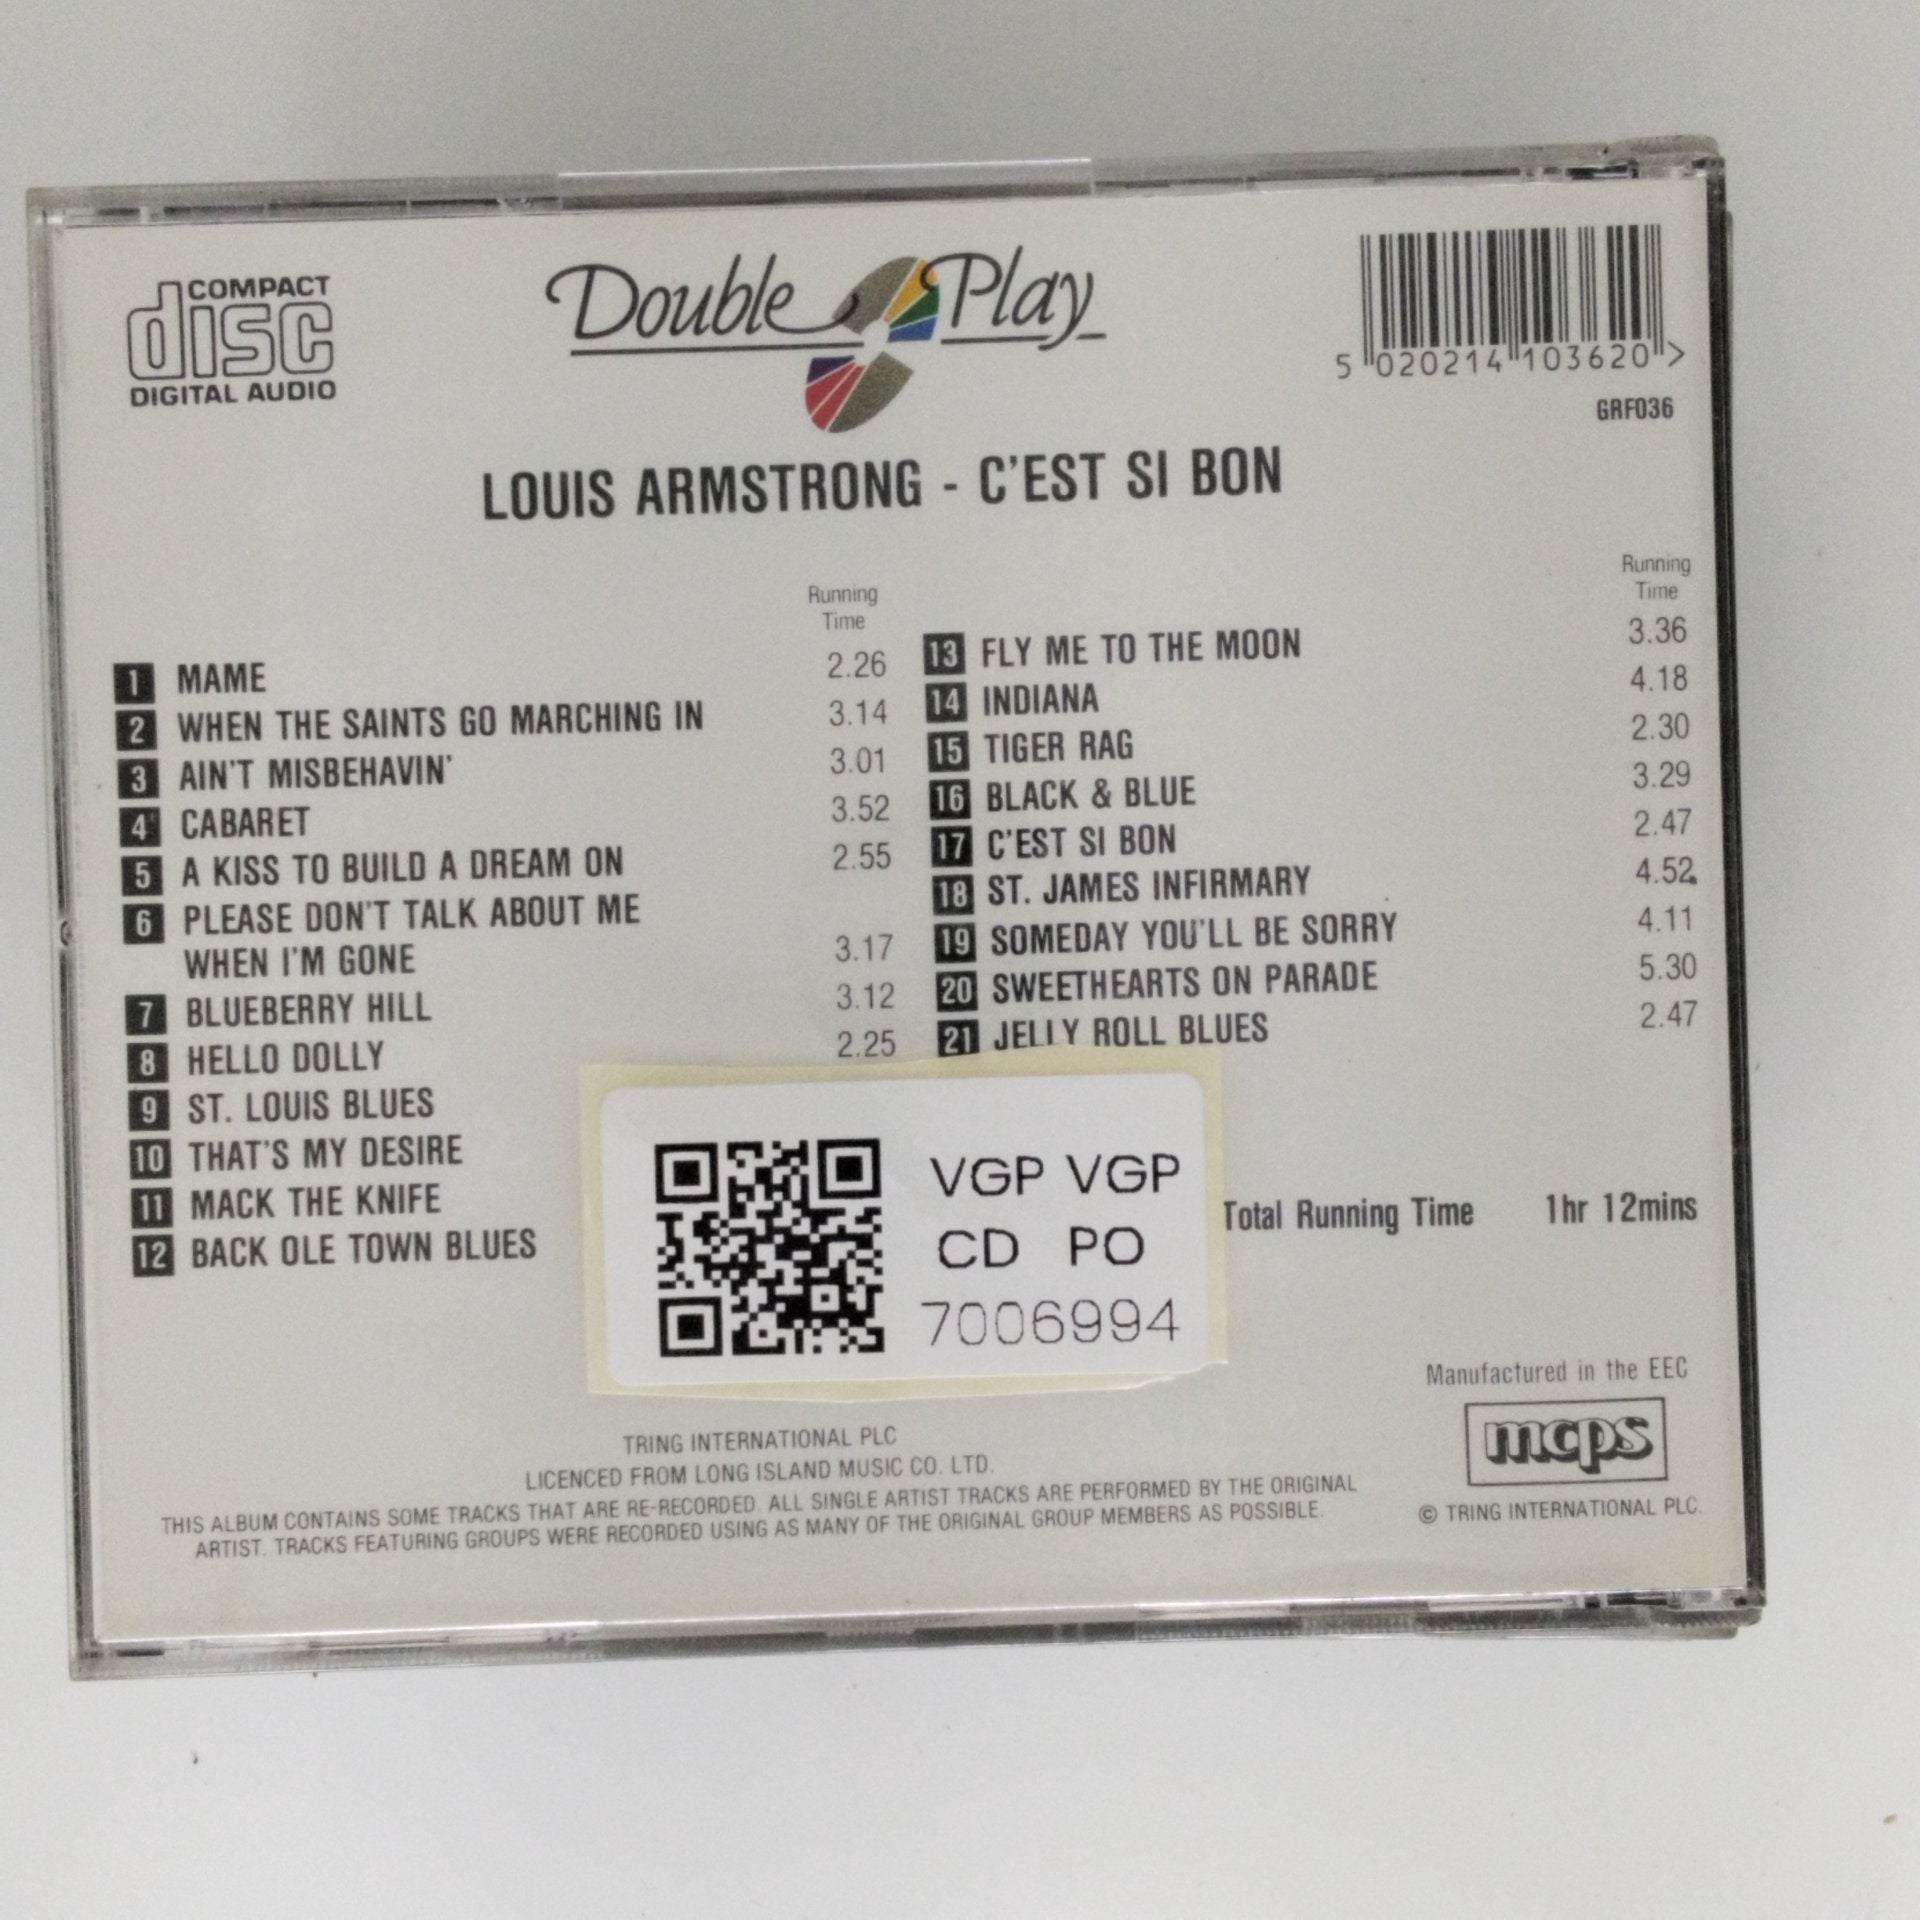 COMPACT
disc
DIGITAL AUDIO
Double Play
5 020214 103620 >
GRF036
LOUIS ARMSTRONG - C'EST SI BON
Running
Time
1 MAME 2.26
2 WHEN THE SAINTS GO MARCHING IN 3.14
3 AIN'T MISBEHAVIN' 3.01
4 CABARET 3.52
5 A KISS TO BUILD A DREAM ON 2.55
6 PLEASE DON'T TALK ABOUT ME
WHEN I'M GONE 3.17
7 BLUEBERRY HILL 3.12
8 HELLO DOLLY 2.25
9 ST. LOUIS BLUES
10 THAT'S MY DESIRE
11 MACK THE KNIFE
12 BACK OLE TOWN BLUES
Running
Time
13 FLY ME TO THE MOON 3.36
14 INDIANA 4.18
15 TIGER RAG 2.30
16 BLACK & BLUE 3.29
17 C'EST SI BON 2.47
18 ST. JAMES INFIRMARY 4.52
19 SOMEDAY YOU'LL BE SORRY 4.11
20 SWEETHEARTS ON PARADE 5.30
21 JELLY ROLL BLUES 2.47
VGP VGP
CD PO
7006994
Total Running Time 1hr 12mins
Manufactured in the EEC
mcps
© TRING INTERNATIONAL PLC.
TRING INTERNATIONAL PLC
LICENCED FROM LONG ISLAND MUSIC CO. LTD.
THIS ALBUM CONTAINS SOME TRACKS THAT ARE RE-RECORDED. ALL SINGLE ARTIST TRACKS ARE PERFORMED BY THE ORIGINAL
ARTIST. TRACKS FEATURING GROUPS WERE RECORDED USING AS MANY OF THE ORIGINAL GROUP MEMBERS AS POSSIBLE.